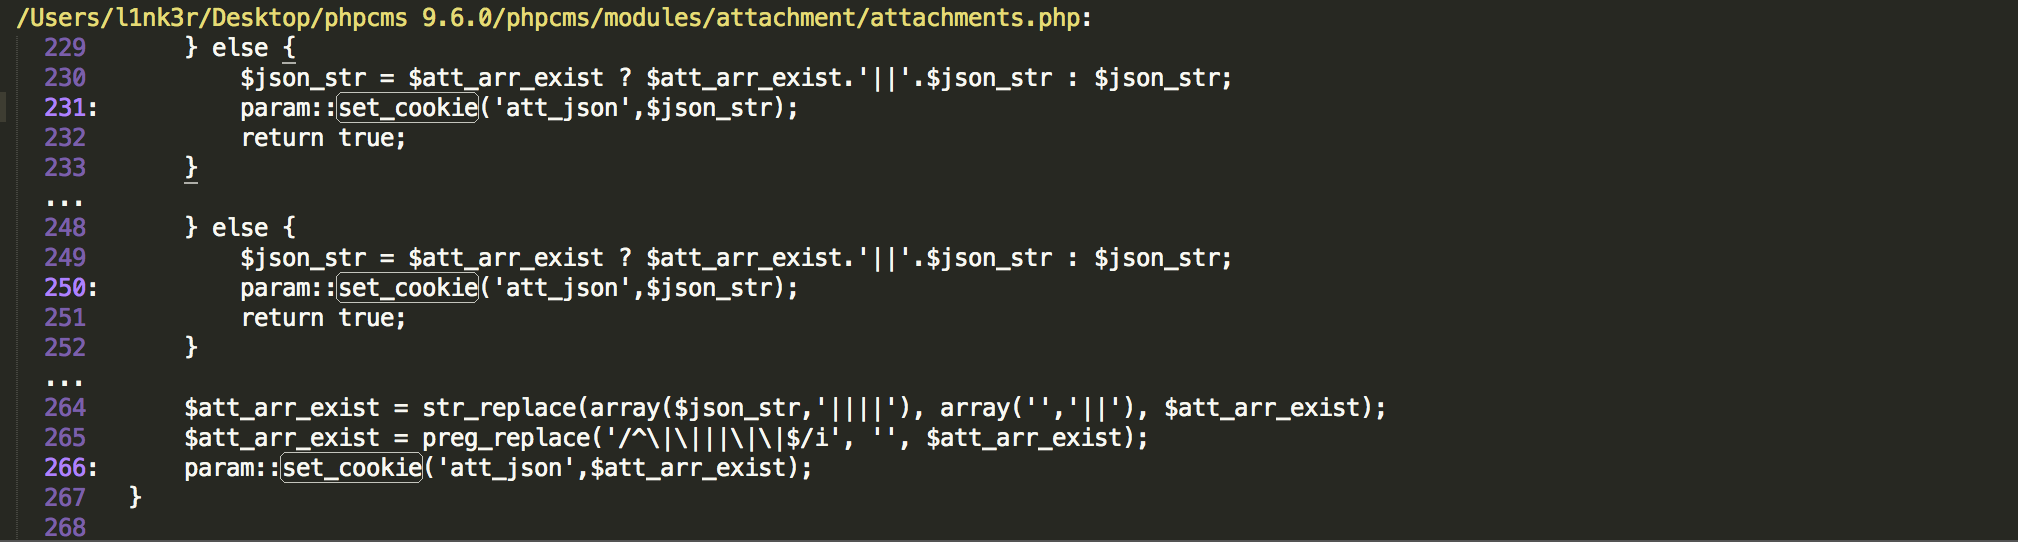 /Users/l1nk3r/Desktop/phpcms 9.6.0/phpcms/modules/attachment/attachments.php:
229 } else {
230 $json_str = $att_arr_exist ? $att_arr_exist.'||'.$json_str : $json_str;
231: param::set_cookie('att_json',$json_str);
232 return true;
233 }
...
248 } else {
249 $json_str = $att_arr_exist ? $att_arr_exist.'||'.$json_str : $json_str;
250: param::set_cookie('att_json',$json_str);
251 return true;
252 }
...
264 $att_arr_exist = str_replace(array($json_str,'||||'), array('','||'), $att_arr_exist);
265 $att_arr_exist = preg_replace('/^\|\|||\|\|$/i', '', $att_arr_exist);
266: param::set_cookie('att_json',$att_arr_exist);
267 }
268